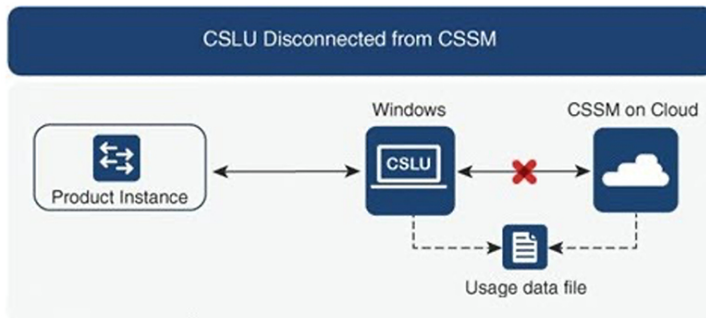 CSLU Disconnected from CSSM
Windows
CSSM on Cloud
CSLU
Product Instance
Usage data file